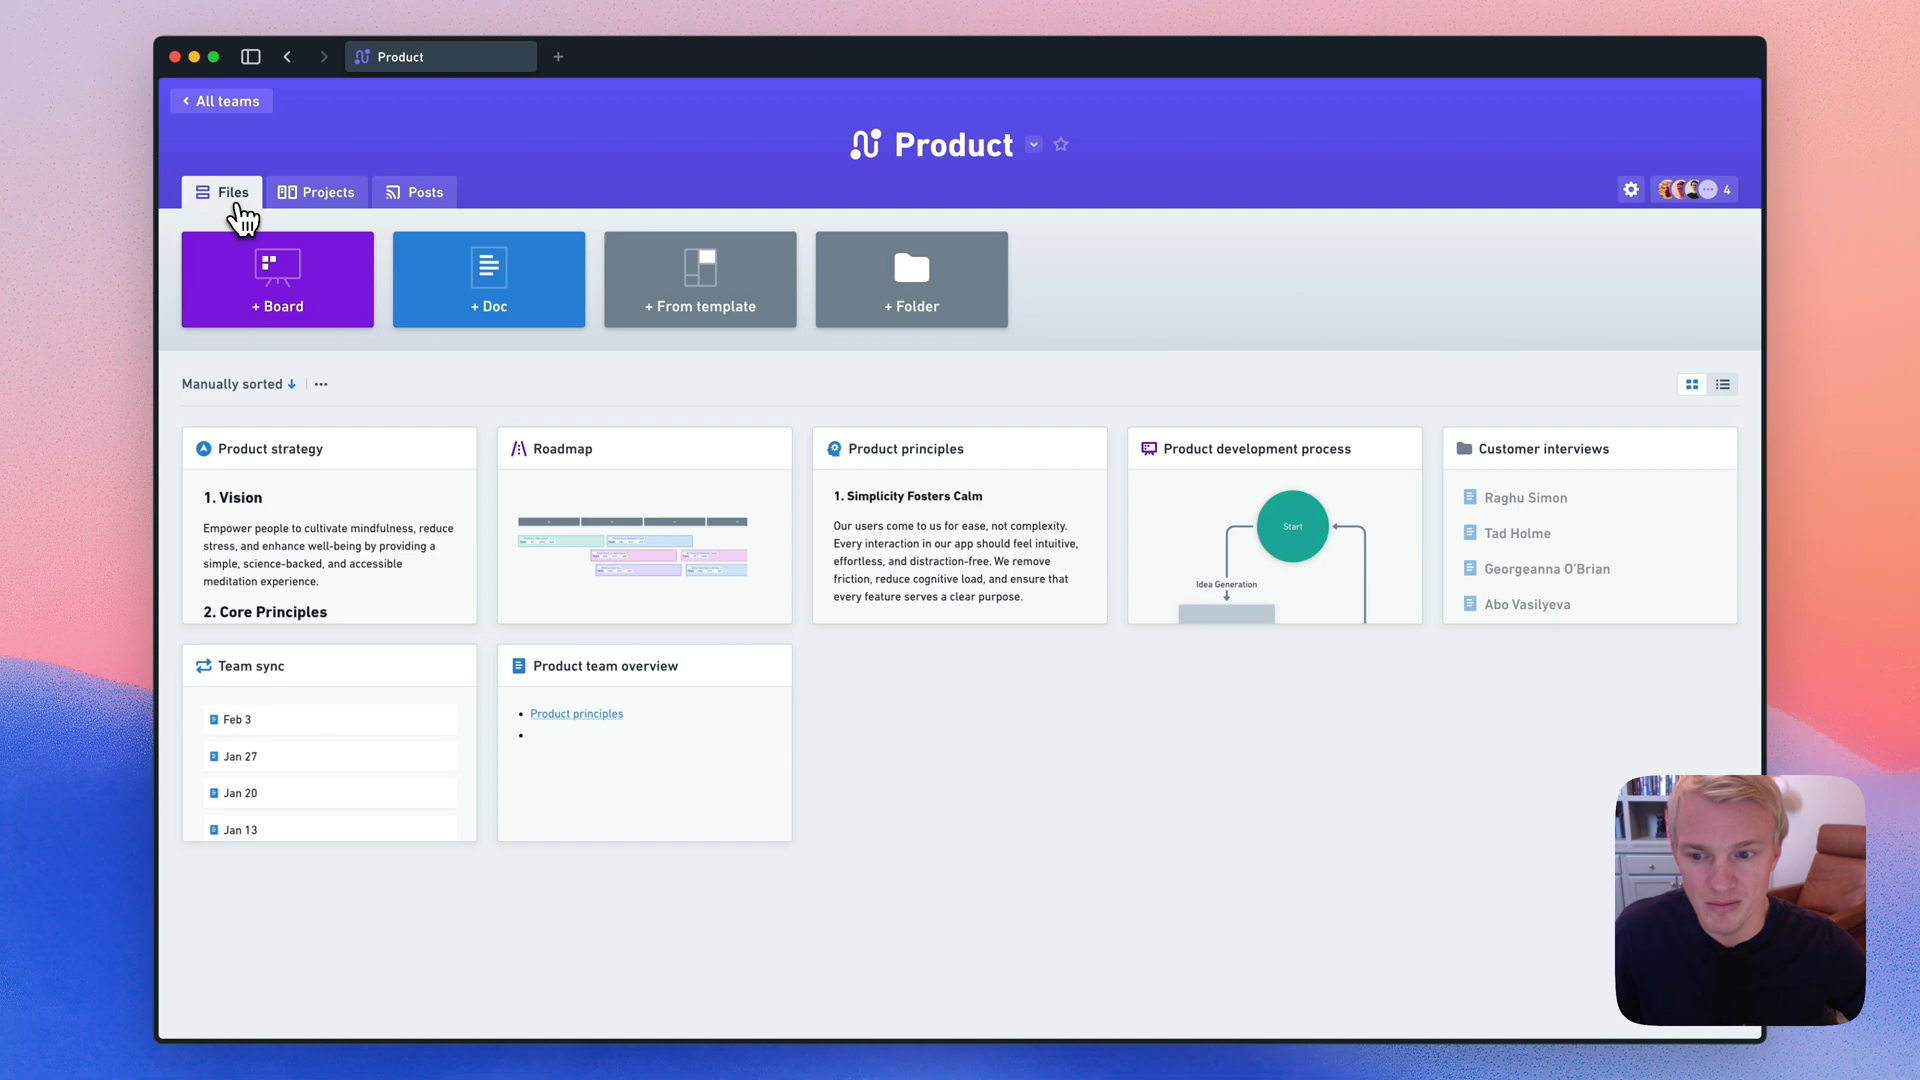 Product
All teams
Product
Files
Projects
Posts
4
+ Board
+ Doc
+ From template
+ Folder
Manually sorted
Product strategy
1. Vision
Empower people to cultivate mindfulness, reduce
stress, and enhance well-being by providing a
simple, science-backed, and accessible
meditation experience.
2. Core Principles
Roadmap
Product principles
1. Simplicity Fosters Calm
Our users come to us for ease, not complexity.
Every interaction in our app should feel intuitive,
effortless, and distraction-free. We remove
friction, reduce cognitive load, and ensure that
every feature serves a clear purpose.
Product development process
Start
Idea Generation
Customer interviews
Raghu Simon
Tad Holme
Georgeanna O'Brian
Abo Vasilyeva
Team sync
Feb 3
Jan 27
Jan 20
Jan 13
Product team overview
Product principles